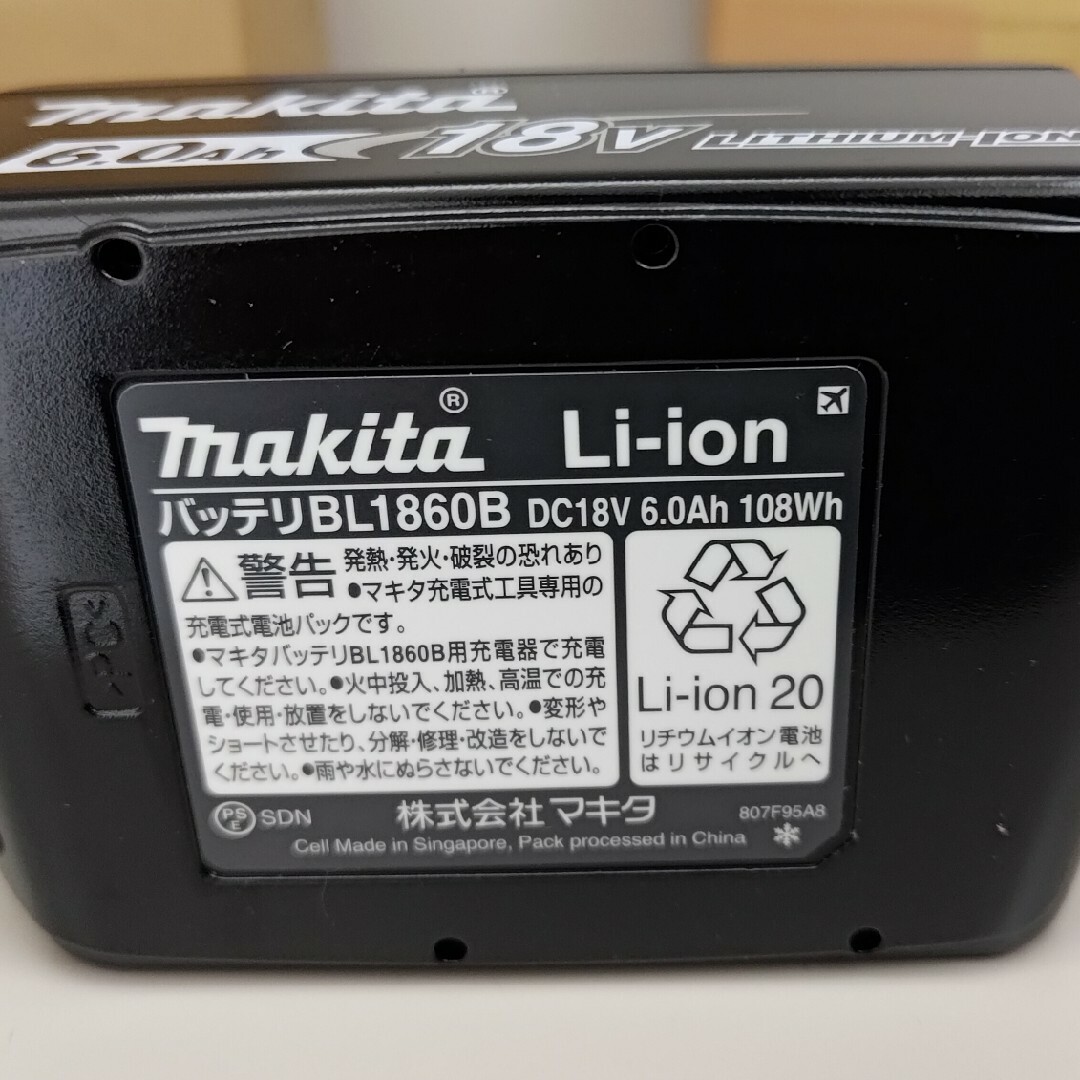 makita®
6.0Ah 18V LITHIUM-ION
makita® Li-ion
バッテリBL1860B DC18V 6.0Ah 108Wh
警告 発熱・発火・破裂の恐れあり
●マキタ充電式工具専用の
充電式電池パックです。
●マキタバッテリBL1860B用充電器で充電
してください。●火中投入、加熱、高温での充
電・使用・放置をしないでください。●変形や
ショートさせたり、分解・修理・改造をしないで
ください。●雨や水にぬらさないでください。
Li-ion 20
リチウムイオン電池
はリサイクルへ
PSE SDN 株式会社マキタ 807F95A8
Cell Made in Singapore, Pack processed in China